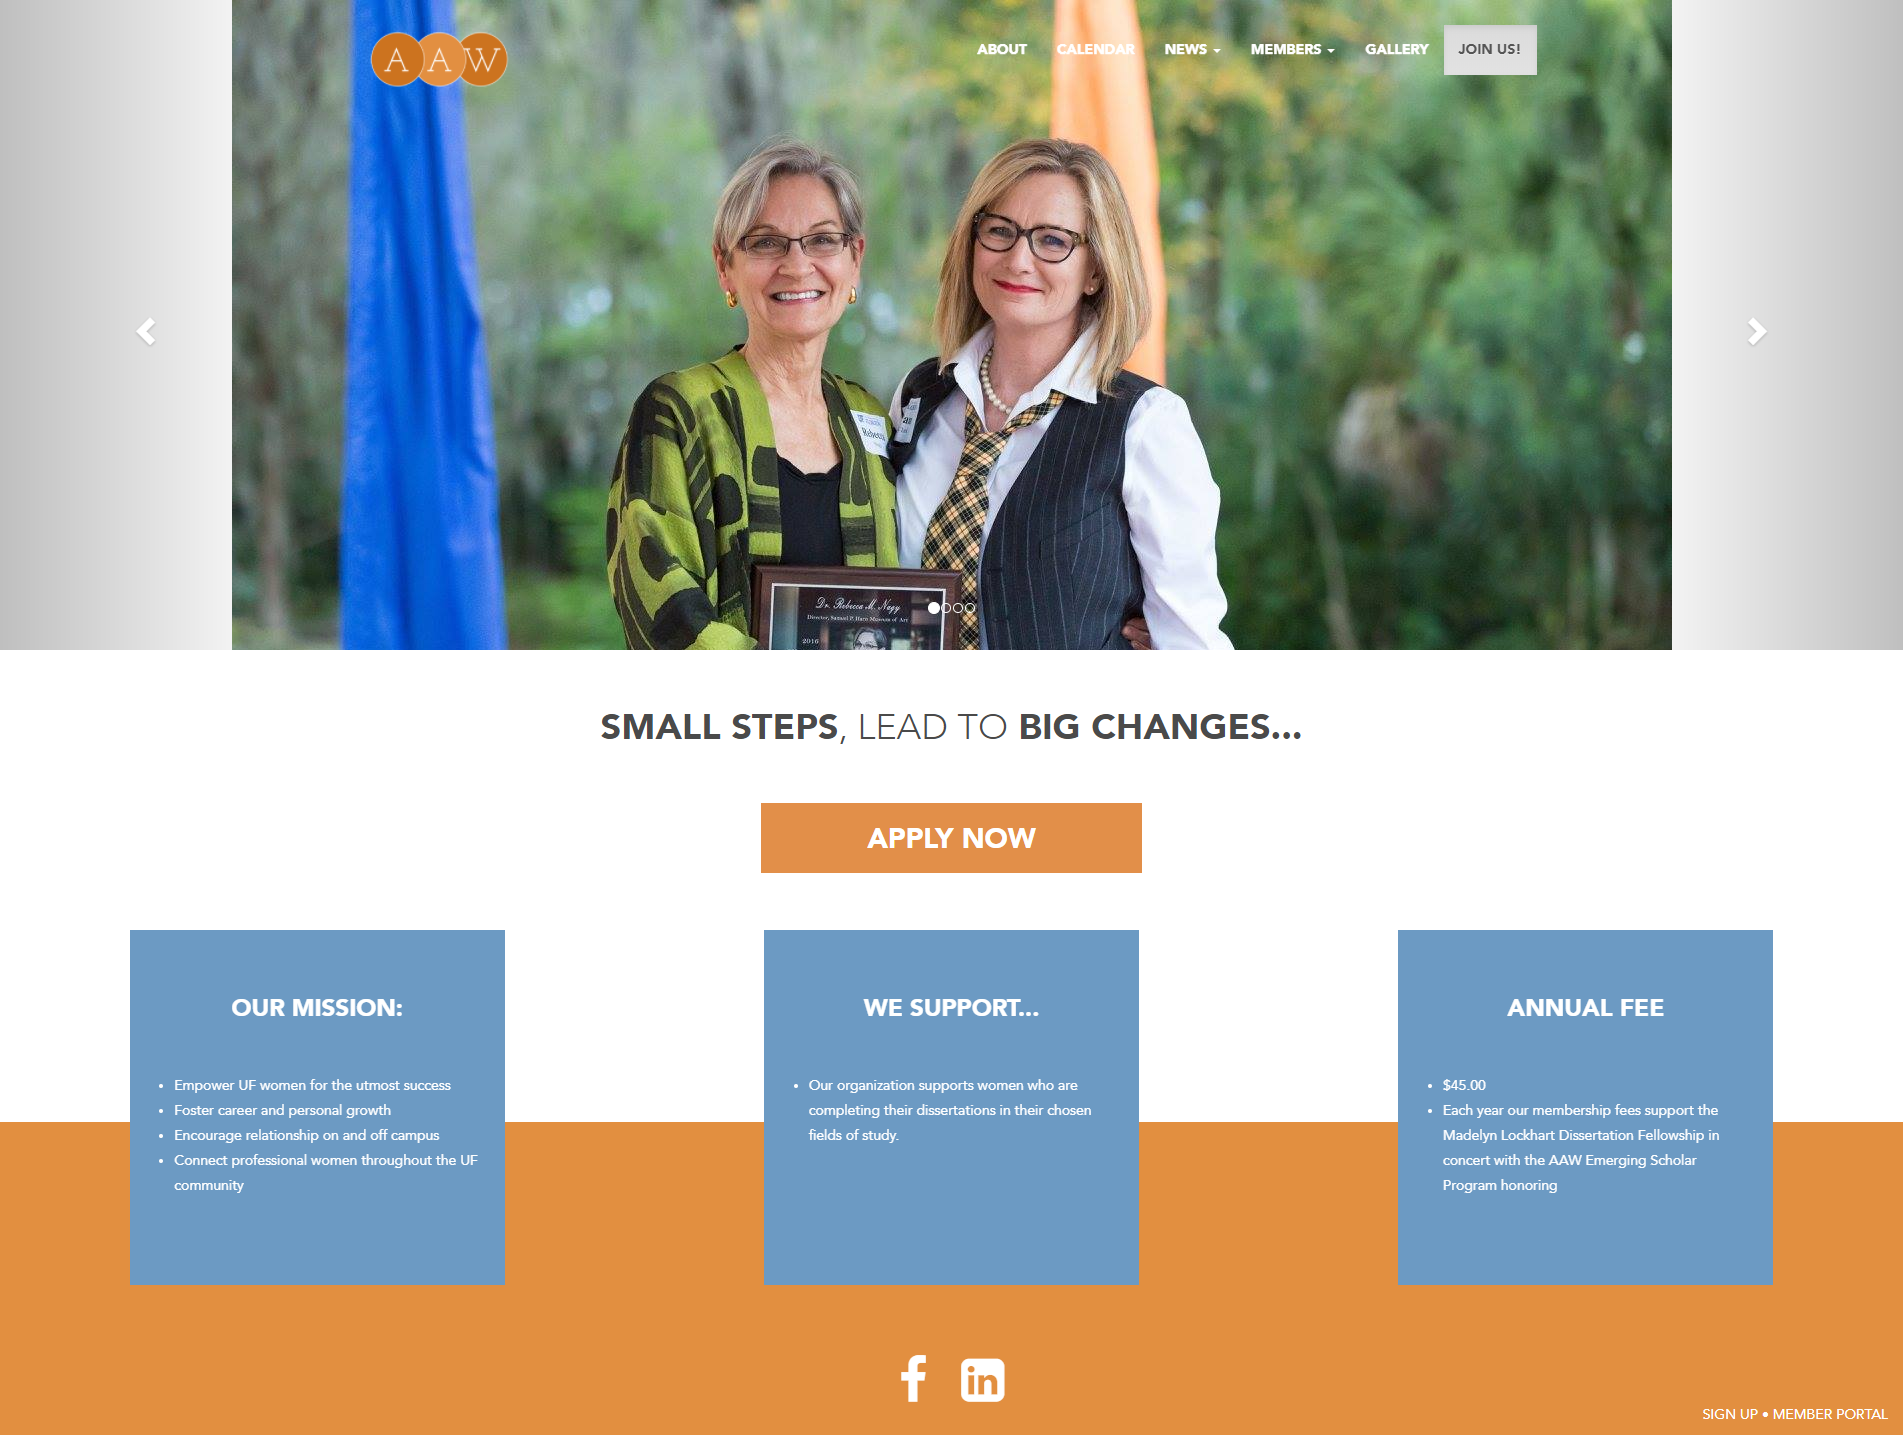 A A W
ABOUT CALENDAR NEWS MEMBERS GALLERY JOIN US!
Rebecca
Dr. Rebecca M. Nagy
Director, Samuel P. Harn Museum of Art
2016
SMALL STEPS, LEAD TO BIG CHANGES...
APPLY NOW
OUR MISSION:
• Empower UF women for the utmost success
• Foster career and personal growth
• Encourage relationship on and off campus
• Connect professional women throughout the UF
community
WE SUPPORT...
• Our organization supports women who are
completing their dissertations in their chosen
fields of study.
ANNUAL FEE
• $45.00
• Each year our membership fees support the
Madelyn Lockhart Dissertation Fellowship in
concert with the AAW Emerging Scholar
Program honoring
f in
SIGN UP • MEMBER PORTAL